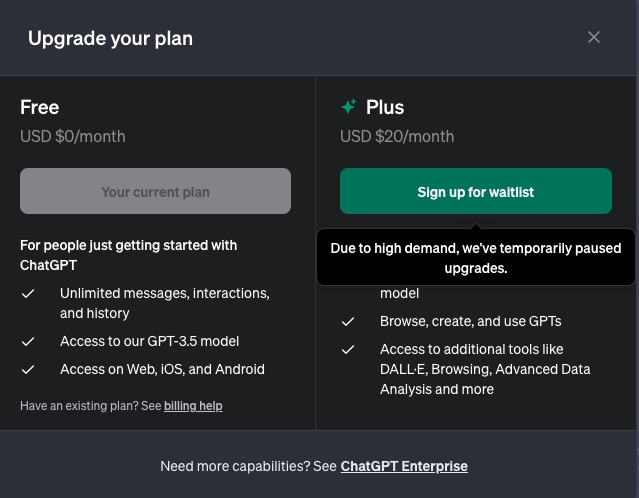 Upgrade your plan
Free
USD $0/month
Your current plan
For people just getting started with
ChatGPT
Unlimited messages, interactions,
and history
Access to our GPT-3.5 model
Access on Web, iOS, and Android
Have an existing plan? See billing help
Plus
USD $20/month
Sign up for waitlist
Due to high demand, we've temporarily paused
upgrades.
model
Browse, create, and use GPTs
Access to additional tools like
DALL·E, Browsing, Advanced Data
Analysis and more
Need more capabilities? See ChatGPT Enterprise